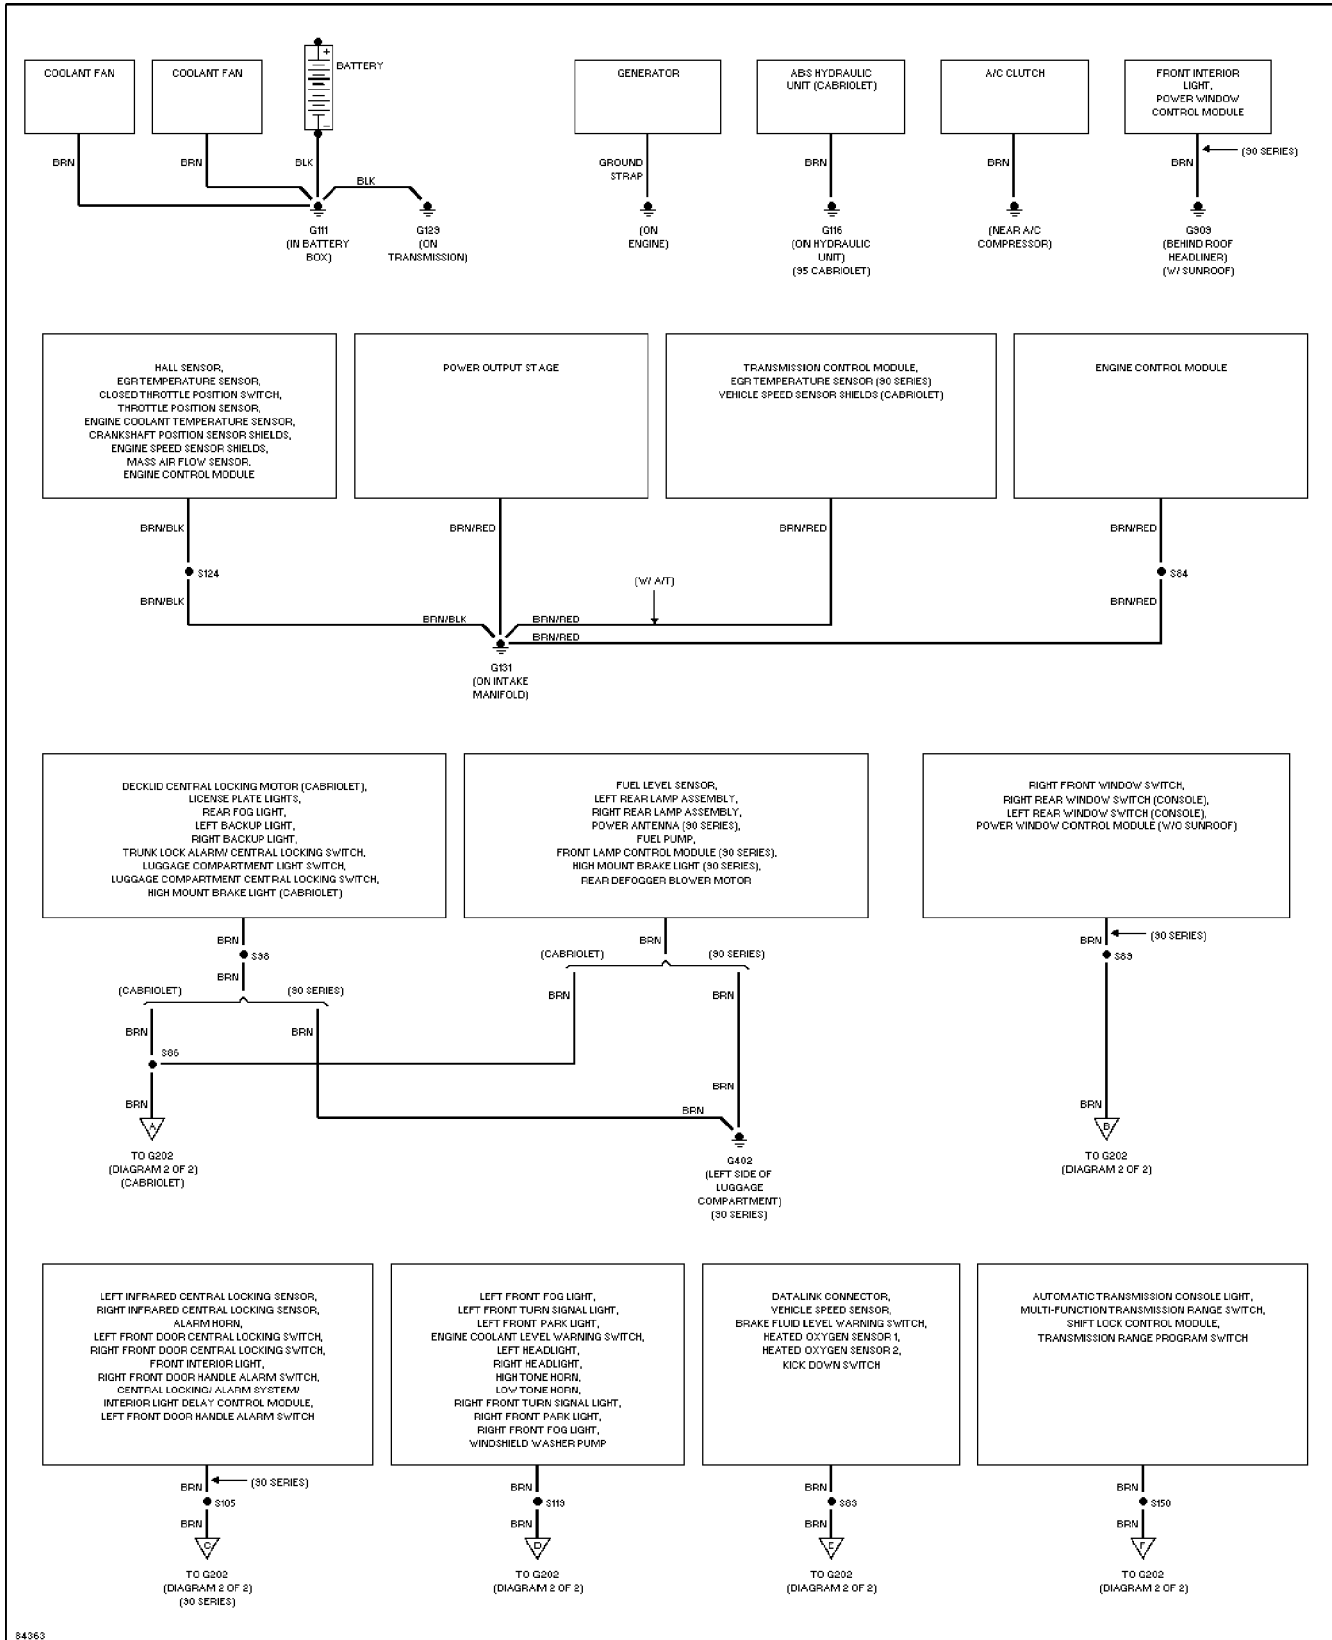 COOLANT FAN
COOLANT FAN
BATTERY
GENERATOR
ABS HYDRAULIC
UNIT (CABRIOLET)
A/C CLUTCH
FRONT INTERIOR
LIGHT,
POWER WINDOW
CONTROL MODULE
+
-
BRN
BRN
BLK
BLK
GROUND
STRAP
BRN
BRN
BRN
(90 SERIES)
G111
(IN BATTERY
BOX)
G129
(ON
TRANSMISSION)
(ON
ENGINE)
G116
(ON HYDRAULIC
UNIT)
(95 CABRIOLET)
(NEAR A/C
COMPRESSOR)
G909
(BEHIND ROOF
HEADLINER)
(W/ SUNROOF)
HALL SENSOR,
EGR TEMPERATURE SENSOR,
CLOSED THROTTLE POSITION SWITCH,
THROTTLE POSITION SENSOR,
ENGINE COOLANT TEMPERATURE SENSOR,
CRANKSHAFT POSITION SENSOR SHIELDS,
ENGINE SPEED SENSOR SHIELDS,
MASS AIR FLOW SENSOR.
ENGINE CONTROL MODULE
POWER OUTPUT STAGE
TRANSMISSION CONTROL MODULE,
EGR TEMPERATURE SENSOR (90 SERIES)
VEHICLE SPEED SENSOR SHIELDS (CABRIOLET)
ENGINE CONTROL MODULE
BRN/BLK
BRN/RED
BRN/RED
BRN/RED
S124
S84
(W/ A/T)
BRN/BLK
BRN/RED
BRN/BLK
BRN/RED
BRN/RED
G131
(ON INTAKE
MANIFOLD)
DECKLID CENTRAL LOCKING MOTOR (CABRIOLET),
LICENSE PLATE LIGHTS,
REAR FOG LIGHT,
LEFT BACKUP LIGHT,
RIGHT BACKUP LIGHT,
TRUNK LOCK ALARM/ CENTRAL LOCKING SWITCH,
LUGGAGE COMPARTMENT LIGHT SWITCH,
LUGGAGE COMPARTMENT CENTRAL LOCKING SWITCH,
HIGH MOUNT BRAKE LIGHT (CABRIOLET)
FUEL LEVEL SENSOR,
LEFT REAR LAMP ASSEMBLY,
RIGHT REAR LAMP ASSEMBLY,
POWER ANTENNA (90 SERIES),
FUEL PUMP,
FRONT LAMP CONTROL MODULE (90 SERIES),
HIGH MOUNT BRAKE LIGHT (90 SERIES),
REAR DEFOGGER BLOWER MOTOR
RIGHT FRONT WINDOW SWITCH,
RIGHT REAR WINDOW SWITCH (CONSOLE),
LEFT REAR WINDOW SWITCH (CONSOLE),
POWER WINDOW CONTROL MODULE (W/O SUNROOF)
BRN
BRN
BRN
(90 SERIES)
S98
(CABRIOLET)
(90 SERIES)
S89
BRN
(CABRIOLET)
(90 SERIES)
BRN
BRN
BRN
BRN
S86
BRN
BRN
BRN
BRN
A
B
TO G202
(DIAGRAM 2 OF 2)
(CABRIOLET)
G402
(LEFT SIDE OF
LUGGAGE
COMPARTMENT)
(90 SERIES)
TO G202
(DIAGRAM 2 OF 2)
LEFT INFRARED CENTRAL LOCKING SENSOR,
RIGHT INFRARED CENTRAL LOCKING SENSOR,
ALARM HORN,
LEFT FRONT DOOR CENTRAL LOCKING SWITCH,
RIGHT FRONT DOOR CENTRAL LOCKING SWITCH,
FRONT INTERIOR LIGHT,
RIGHT FRONT DOOR HANDLE ALARM SWITCH,
CENTRAL LOCKING/ ALARM SYSTEM/
INTERIOR LIGHT DELAY CONTROL MODULE,
LEFT FRONT DOOR HANDLE ALARM SWITCH
LEFT FRONT FOG LIGHT,
LEFT FRONT TURN SIGNAL LIGHT,
LEFT FRONT PARK LIGHT,
ENGINE COOLANT LEVEL WARNING SWITCH,
LEFT HEADLIGHT,
RIGHT HEADLIGHT,
HIGH TONE HORN,
LOW TONE HORN,
RIGHT FRONT TURN SIGNAL LIGHT,
RIGHT FRONT PARK LIGHT,
RIGHT FRONT FOG LIGHT,
WINDSHIELD WASHER PUMP
DATALINK CONNECTOR,
VEHICLE SPEED SENSOR,
BRAKE FLUID LEVEL WARNING SWITCH,
HEATED OXYGEN SENSOR 1,
HEATED OXYGEN SENSOR 2,
KICK DOWN SWITCH
AUTOMATIC TRANSMISSION CONSOLE LIGHT,
MULTI-FUNCTION TRANSMISSION RANGE SWITCH,
SHIFT LOCK CONTROL MODULE,
TRANSMISSION RANGE PROGRAM SWITCH
BRN
(90 SERIES)
BRN
BRN
BRN
S105
S119
S83
S150
BRN
BRN
BRN
BRN
C
D
E
F
TO G202
(DIAGRAM 2 OF 2)
(90 SERIES)
TO G202
(DIAGRAM 2 OF 2)
TO G202
(DIAGRAM 2 OF 2)
TO G202
(DIAGRAM 2 OF 2)
84363